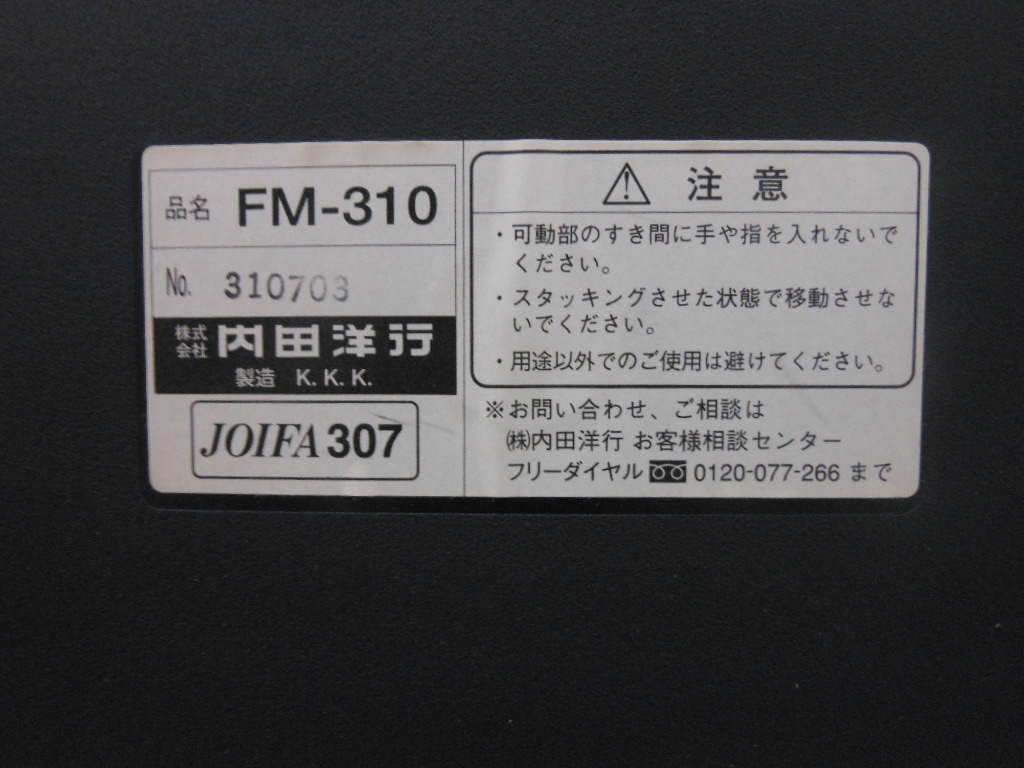 品名 FM-310
No. 310703
株式会社 内田洋行
製造 K. K. K.
JOIFA 307
注意
・可動部のすき間に手や指を入れないで
ください。
・スタッキングさせた状態で移動させな
いでください。
・用途以外でのご使用は避けてください。
※お問い合わせ、ご相談は
㈱内田洋行 お客様相談センター
フリーダイヤル 0120-077-266 まで